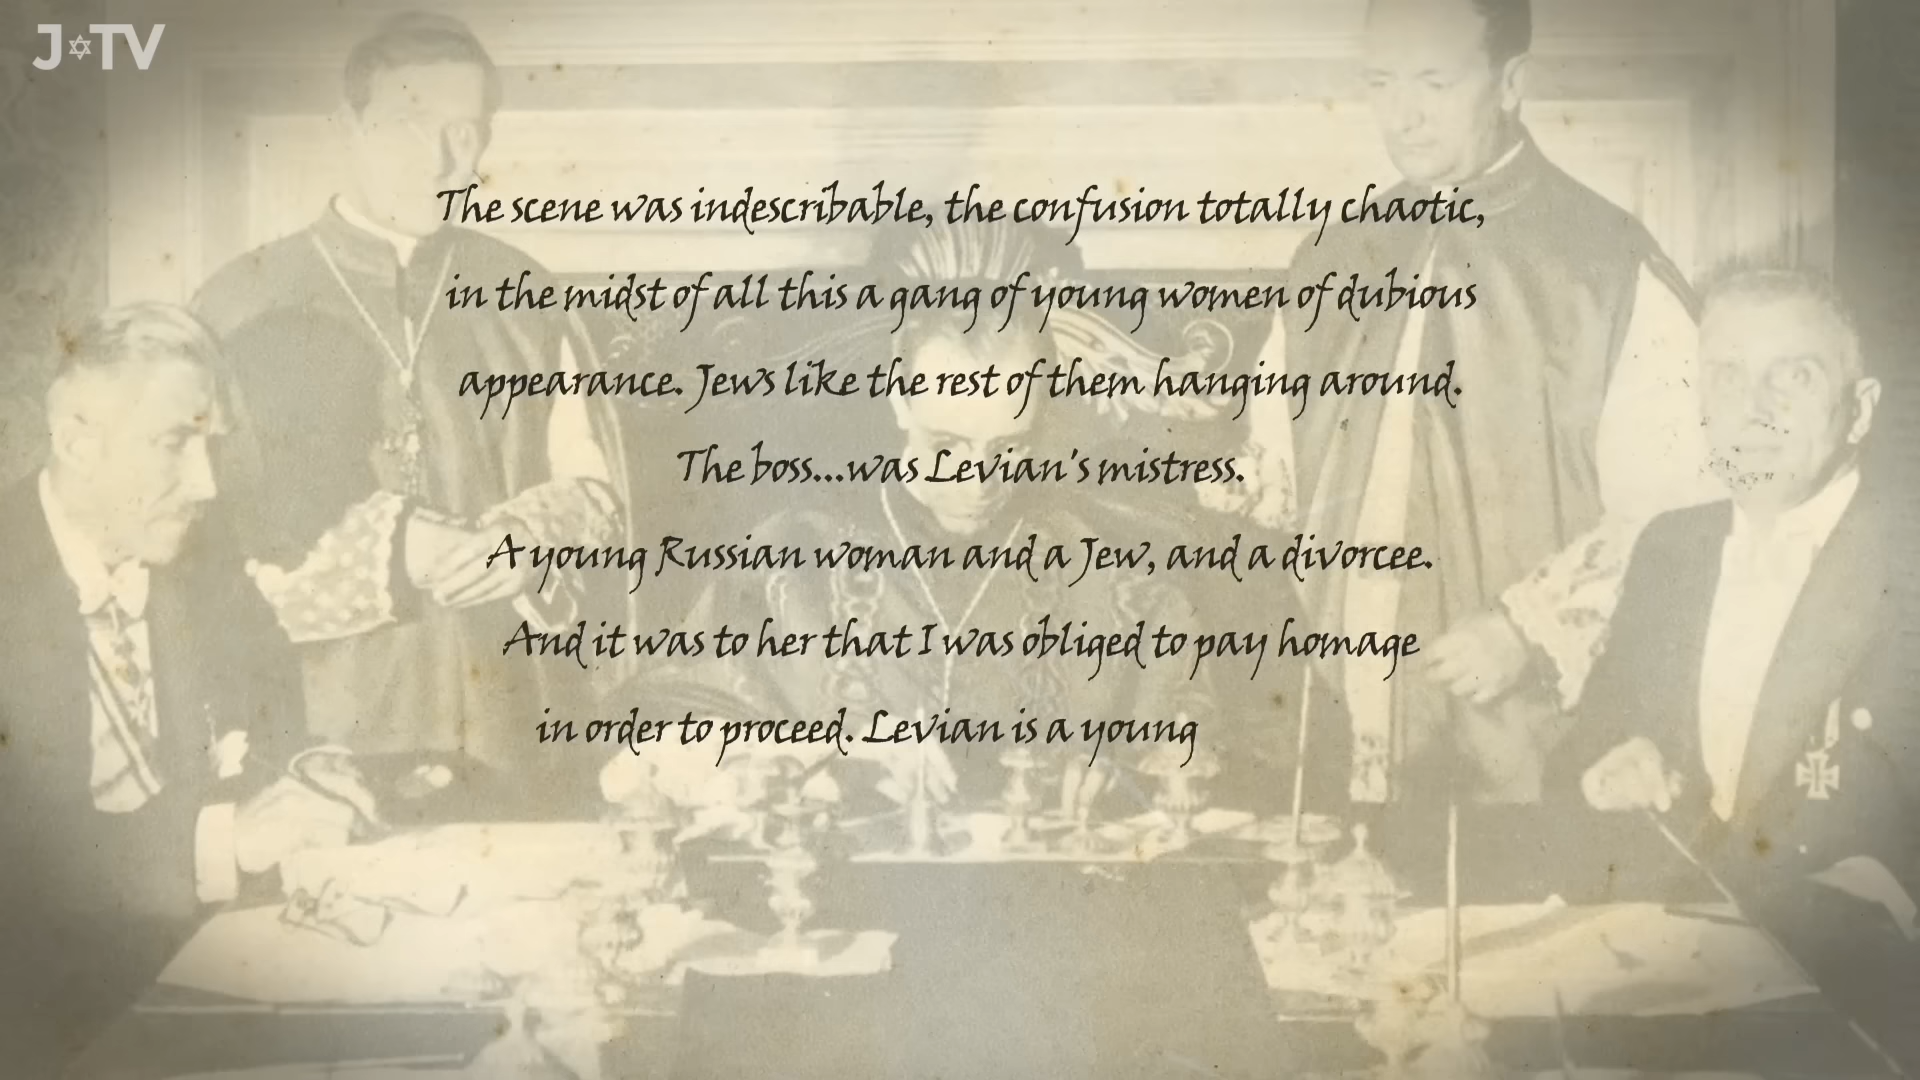 J✡TV
The scene was indescribable, the confusion totally chaotic,
in the midst of all this a gang of young women of dubious
appearance. Jews like the rest of them hanging around.
The boss...was Levian's mistress.
A young Russian woman and a Jew, and a divorcee.
And it was to her that I was obliged to pay homage
in order to proceed. Levian is a young